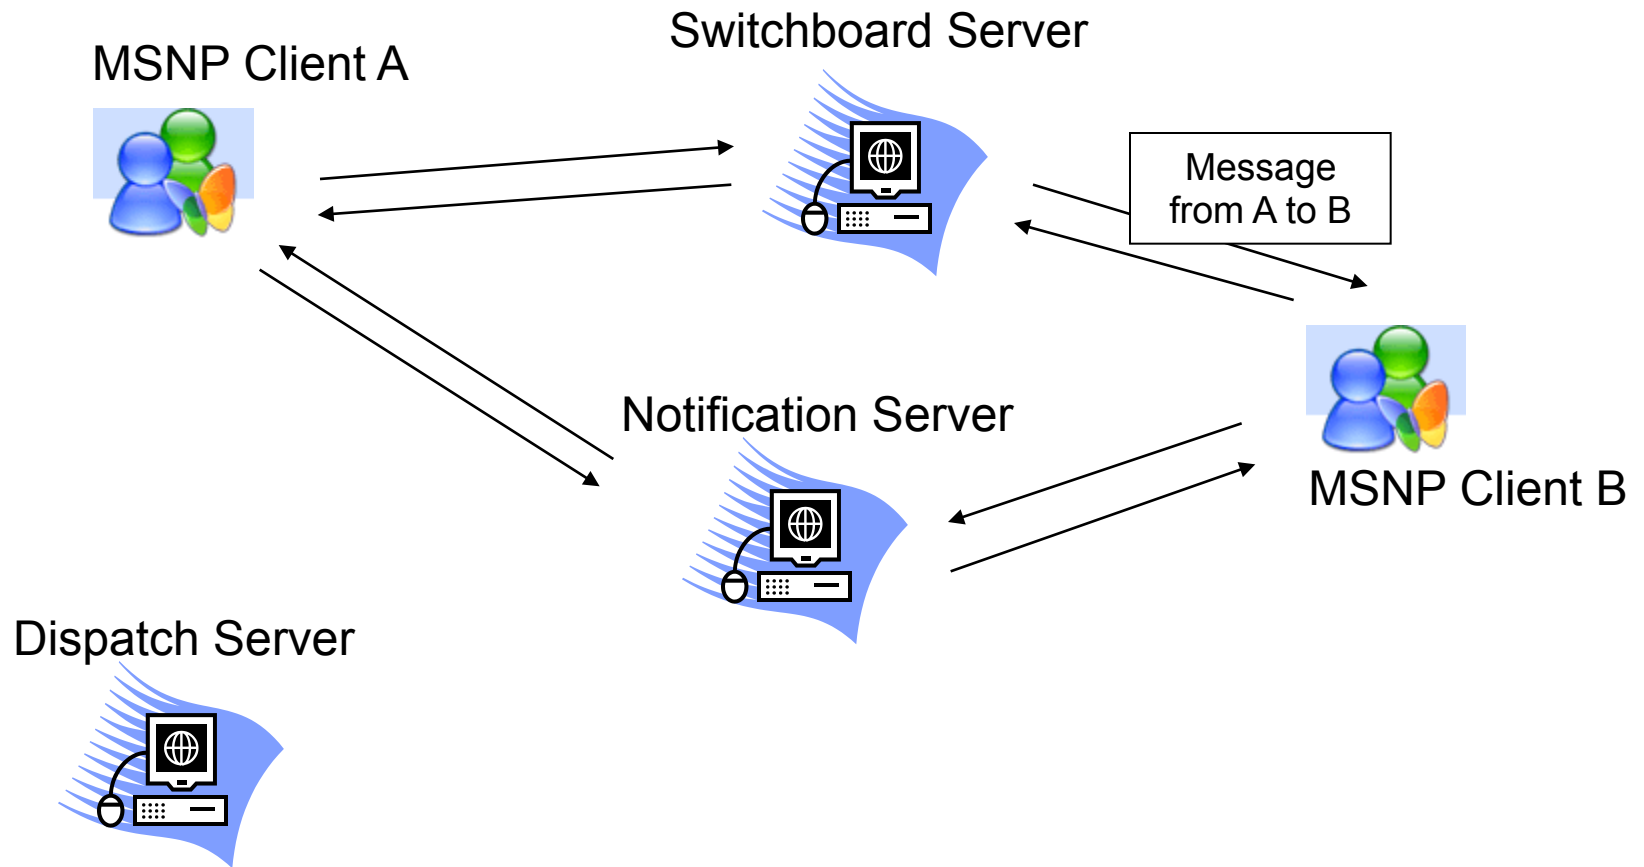 Switchboard Server
MSNP Client A
Message
from A to B
Notification Server
MSNP Client B
Dispatch Server